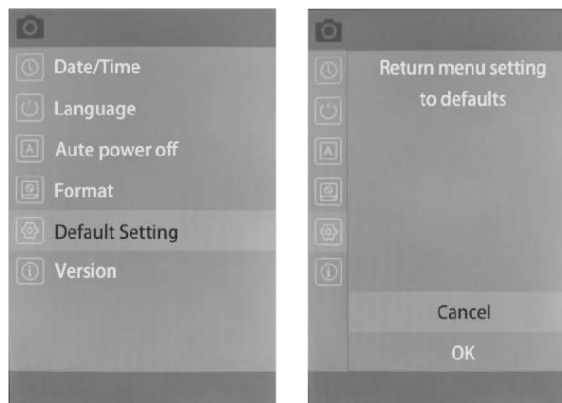 Date/Time
Language
Aute power off
Format
Default Setting
Version
Return menu setting
to defaults
Cancel
OK